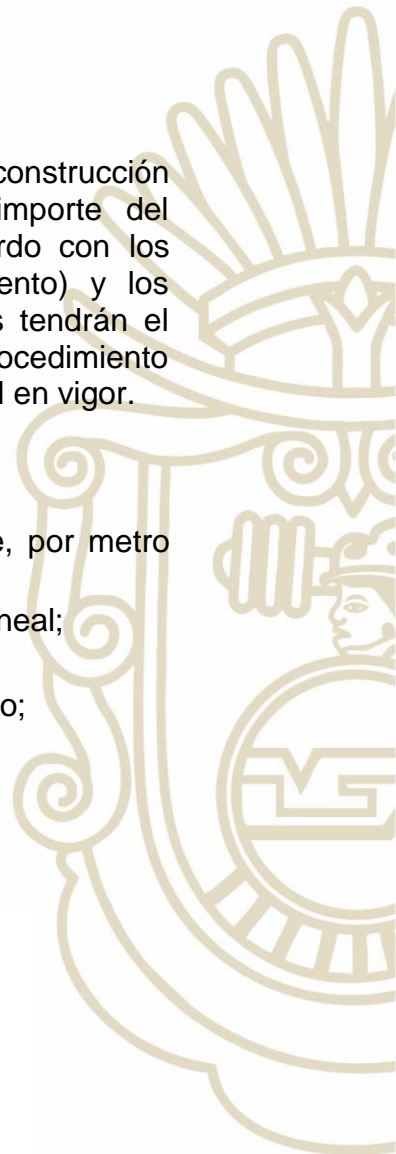 construcción
importe del
rdo con los
ento) y los
s tendrán el
ocedimiento
l en vigor.
e, por metro
neal;
o;